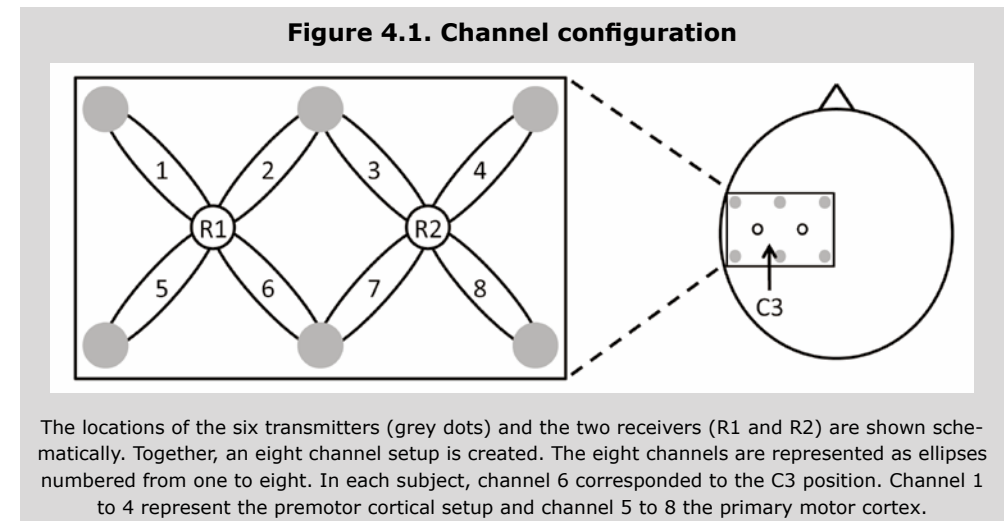 Figure 4.1. Channel configuration
1 2 3 4
R1 R2
5 6 7 8
C3
The locations of the six transmitters (grey dots) and the two receivers (R1 and R2) are shown sche-
matically. Together, an eight channel setup is created. The eight channels are represented as ellipses
numbered from one to eight. In each subject, channel 6 corresponded to the C3 position. Channel 1
to 4 represent the premotor cortical setup and channel 5 to 8 the primary motor cortex.